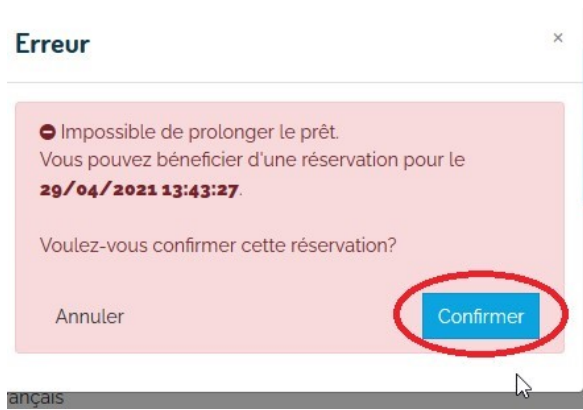 Erreur
×
Impossible de prolonger le prêt.
Vous pouvez béneficier d'une réservation pour le
29/04/2021 13:43:27.
Voulez-vous confirmer cette réservation?
Annuler
Confirmer
ançais